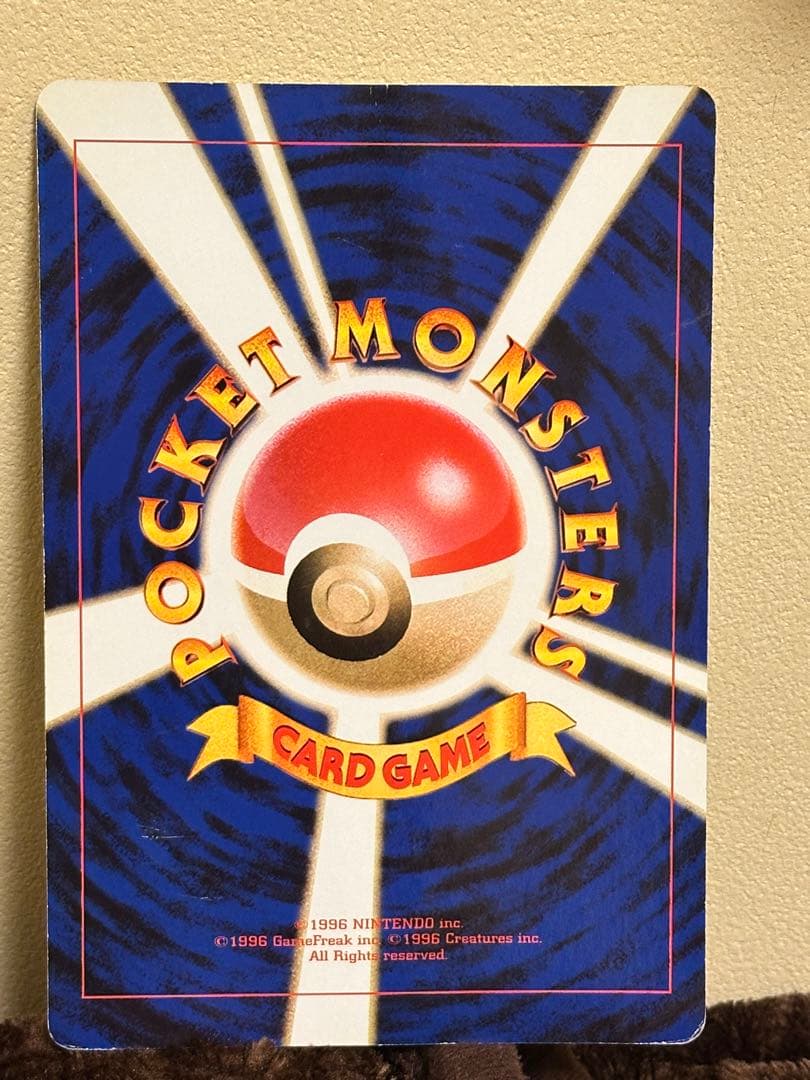 POCKET MONSTERS
CARD GAME
©1996 NINTENDO inc.
©1996 GameFreak inc. ©1996 Creatures inc.
All Rights reserved.